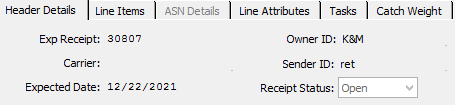 Header Details Line Items ASN Details Line Attributes Tasks Catch Weight
Exp Receipt: 30807 Owner ID: K&M
Carrier: Sender ID: ret
Expected Date: 12/22/2021 Receipt Status: Open